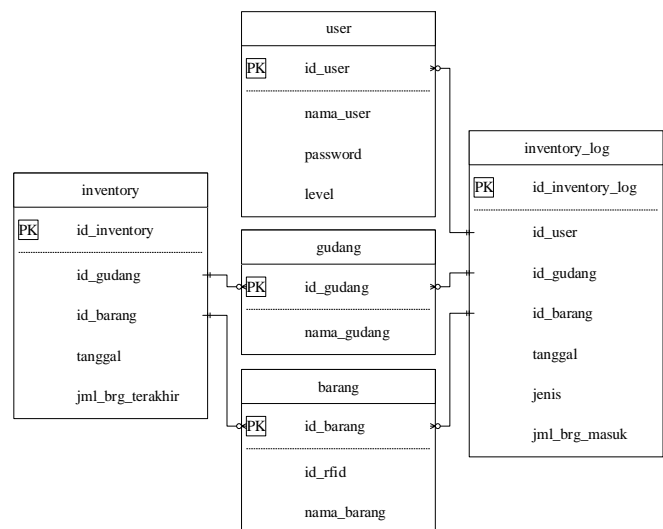 user
PK id_user
nama_user
password
level
inventory
PK id_inventory
id_gudang
id_barang
tanggal
jml_brg_terakhir
gudang
PK id_gudang
nama_gudang
barang
PK id_barang
id_rfid
nama_barang
inventory_log
PK id_inventory_log
id_user
id_gudang
id_barang
tanggal
jenis
jml_brg_masuk